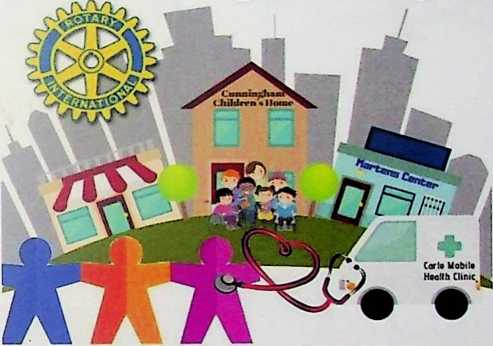 ROTARY
INTERNATIONAL
Cunningham
Children's Home
Martens Center
Carle Mobile
Health Clinic